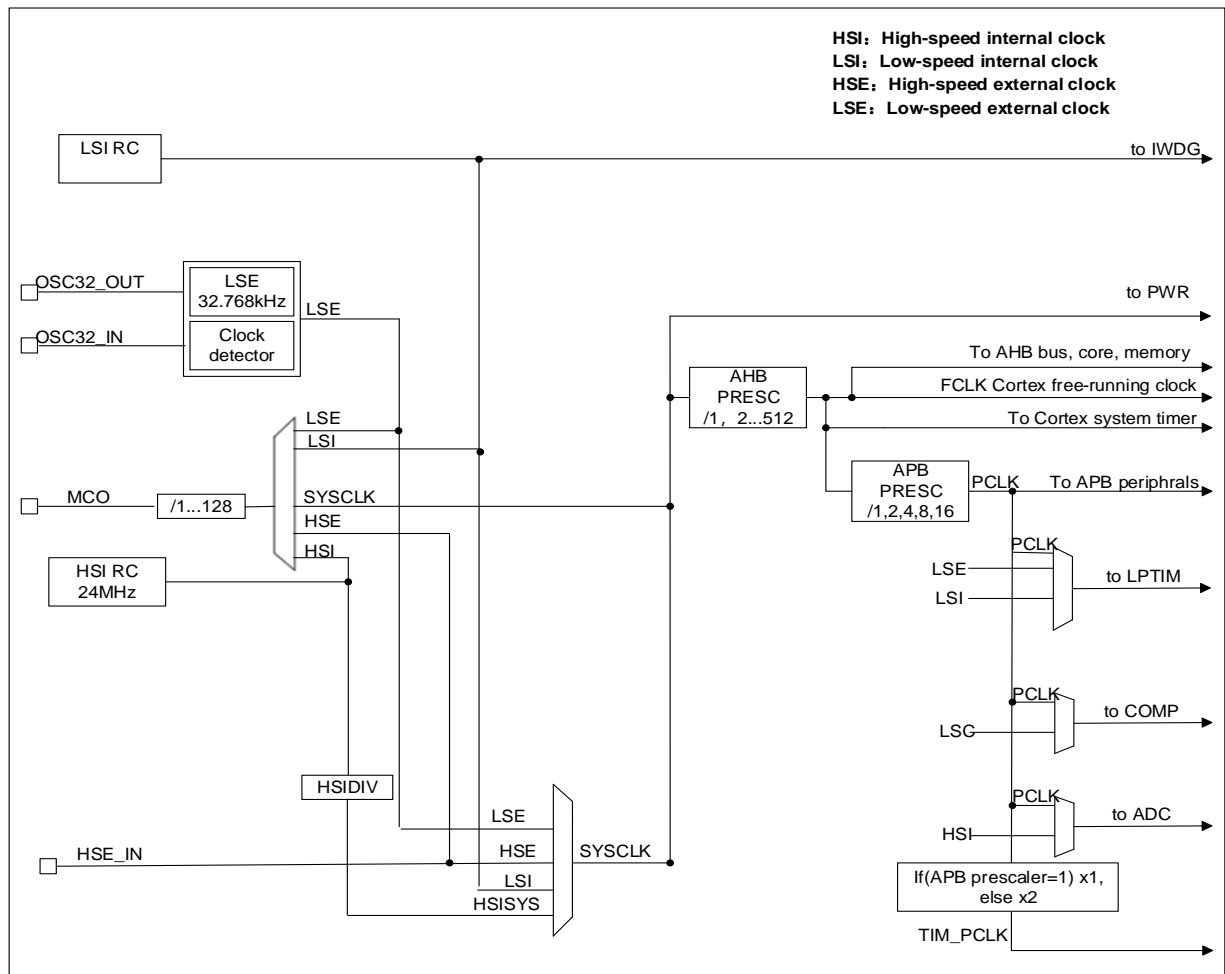 HSI：High-speed internal clock
LSI：Low-speed internal clock
HSE：High-speed external clock
LSE：Low-speed external clock
LSI RC
to IWDG
OSC32_OUT
LSE
32.768kHz
LSE
to PWR
OSC32_IN
Clock
detector
To AHB bus, core, memory
AHB
PRESC
/1，2...512
FCLK Cortex free-running clock
To Cortex system timer
LSE
LSI
APB
PRESC
/1,2,4,8,16
PCLK
To APB periphrals
MCO
/1...128
SYSCLK
HSE
HSI
HSI RC
24MHz
PCLK
LSE
LSI
to LPTIM
PCLK
LSC
to COMP
HSIDIV
PCLK
HSI
to ADC
LSE
HSE_IN
HSE
SYSCLK
LSI
HSISYS
If(APB prescaler=1) x1,
else x2
TIM_PCLK